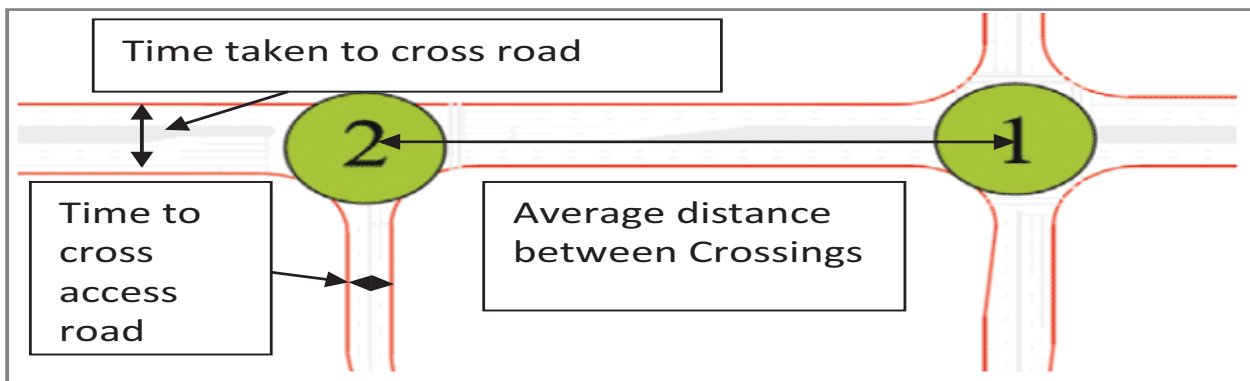 Time taken to cross road
2
1
Time to
cross
access
road
Average distance
between Crossings